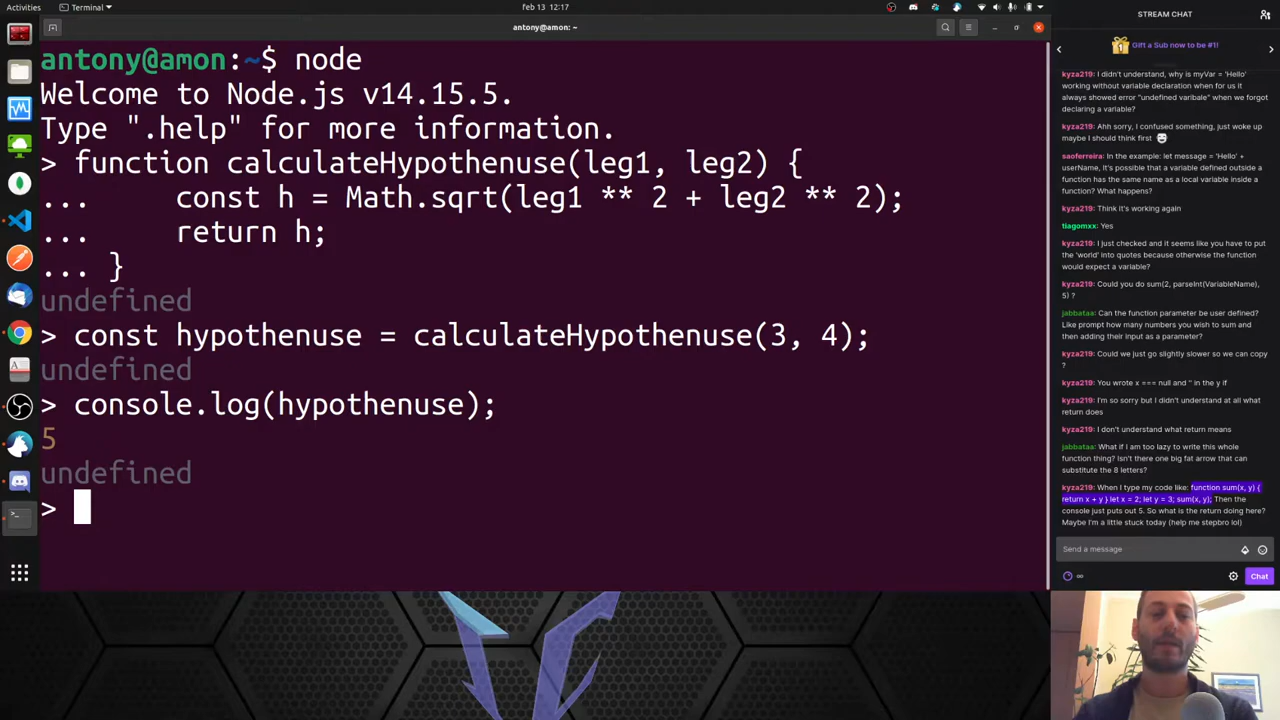 Activities
Terminal
feb 13 12:17
antony@amon: ~
antony@amon:~$ node
Welcome to Node.js v14.15.5.
Type ".help" for more information.
> function calculateHypothenuse(leg1, leg2) {
... const h = Math.sqrt(leg1 ** 2 + leg2 ** 2);
... return h;
... }
undefined
> const hypothenuse = calculateHypothenuse(3, 4);
undefined
> console.log(hypothenuse);
5
undefined
>
STREAM CHAT
Gift a Sub now to be #1!
kyza219: I didn't understand, why is myVar = 'Hello'
working without variable declaration when for us it
always showed error "undefined varibale" when we forgot
declaring a variable?
kyza219: Ahh sorry, I confused something, just woke up
maybe I should think first
saoferreira: In the example: let message = 'Hello' +
userName, it's possible that a variable defined outside a
function has the same name as a local variable inside a
function? What happens?
kyza219: Think It's working again
tiagomxx: Yes
kyza219: I just checked and it seems like you have to put
the 'world' into quotes because otherwise the function
would expect a variable?
kyza219: Could you do sum(2, parseInt(VariableName),
5) ?
jabbataa: Can the function parameter be user defined?
Like prompt how many numbers you wish to sum and
then adding their input as a parameter?
kyza219: Could we just go slightly slower so we can copy
?
kyza219: You wrote x === null and '' in the y if
kyza219: I'm so sorry but I didn't understand at all what
return does
kyza219: I don't understand what return means
jabbataa: What if I am too lazy to write this whole
function thing? Isn't there one big fat arrow that can
substitute the 8 letters?
kyza219: When I type my code like: function sum(x, y) {
return x + y } let x = 2; let y = 3; sum(x, y); Then the
console just puts out 5. So what is the return doing here?
Maybe I'm a little stuck today (help me stepbro lol)
Send a message
Chat